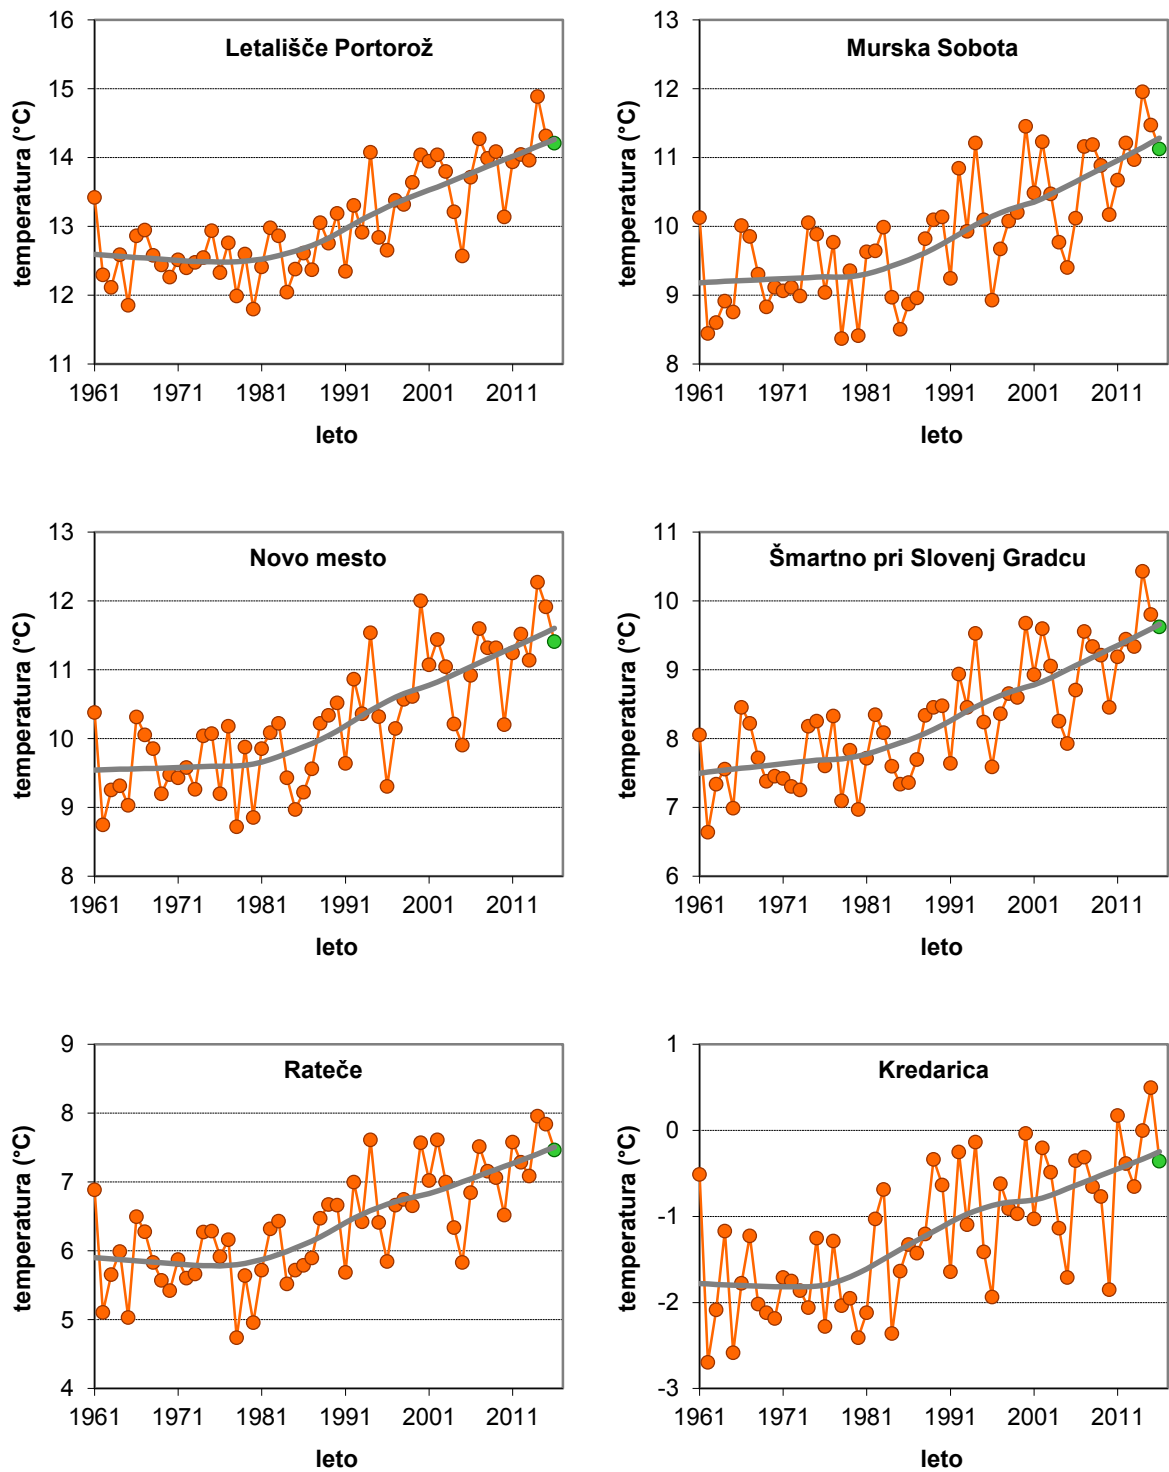 Letališče Portorož
temperatura (°C)
16
15
14
13
12
11
1961 1971 1981 1991 2001 2011
leto
Murska Sobota
temperatura (°C)
13
12
11
10
9
8
1961 1971 1981 1991 2001 2011
leto
Novo mesto
temperatura (°C)
13
12
11
10
9
8
1961 1971 1981 1991 2001 2011
leto
Šmartno pri Slovenj Gradcu
temperatura (°C)
11
10
9
8
7
6
1961 1971 1981 1991 2001 2011
leto
Rateče
temperatura (°C)
9
8
7
6
5
4
1961 1971 1981 1991 2001 2011
leto
Kredarica
temperatura (°C)
1
0
-1
-2
-3
1961 1971 1981 1991 2001 2011
leto